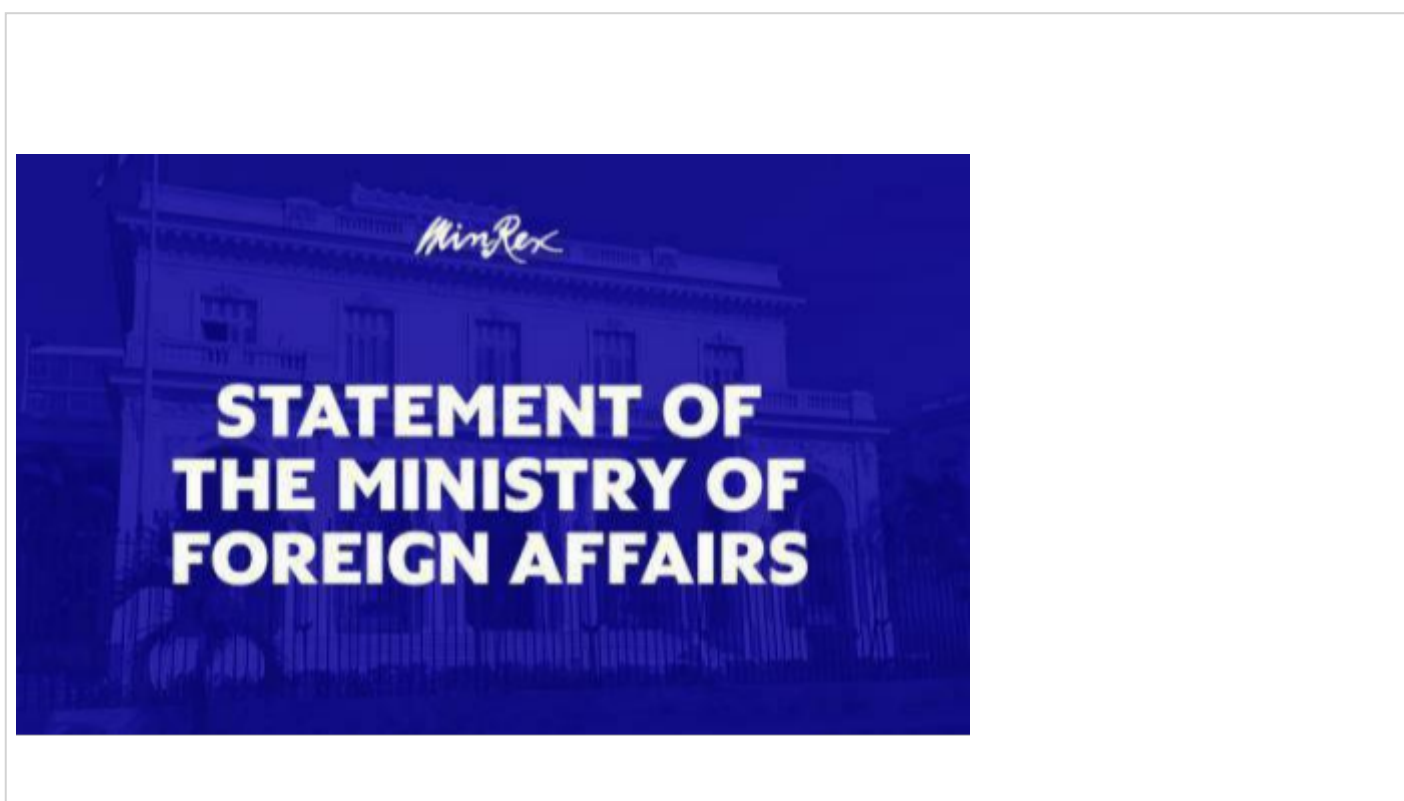 MinRex
STATEMENT OF
THE MINISTRY OF
FOREIGN AFFAIRS